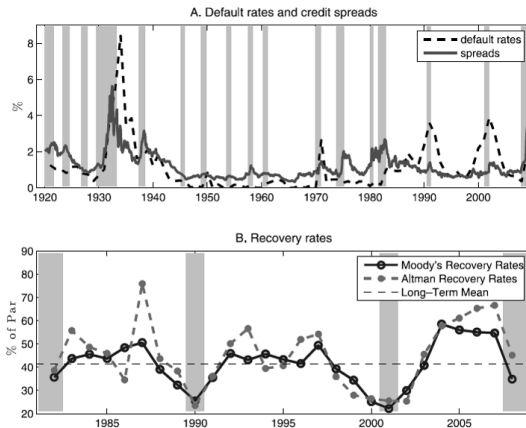 A. Default rates and credit spreads
8
6
4
2
0
%
default rates
spreads
1920 1930 1940 1950 1960 1970 1980 1990 2000
B. Recovery rates
90
80
70
60
50
40
30
20
% of Par
Moody's Recovery Rates
Altman Recovery Rates
Long-Term Mean
1985 1990 1995 2000 2005